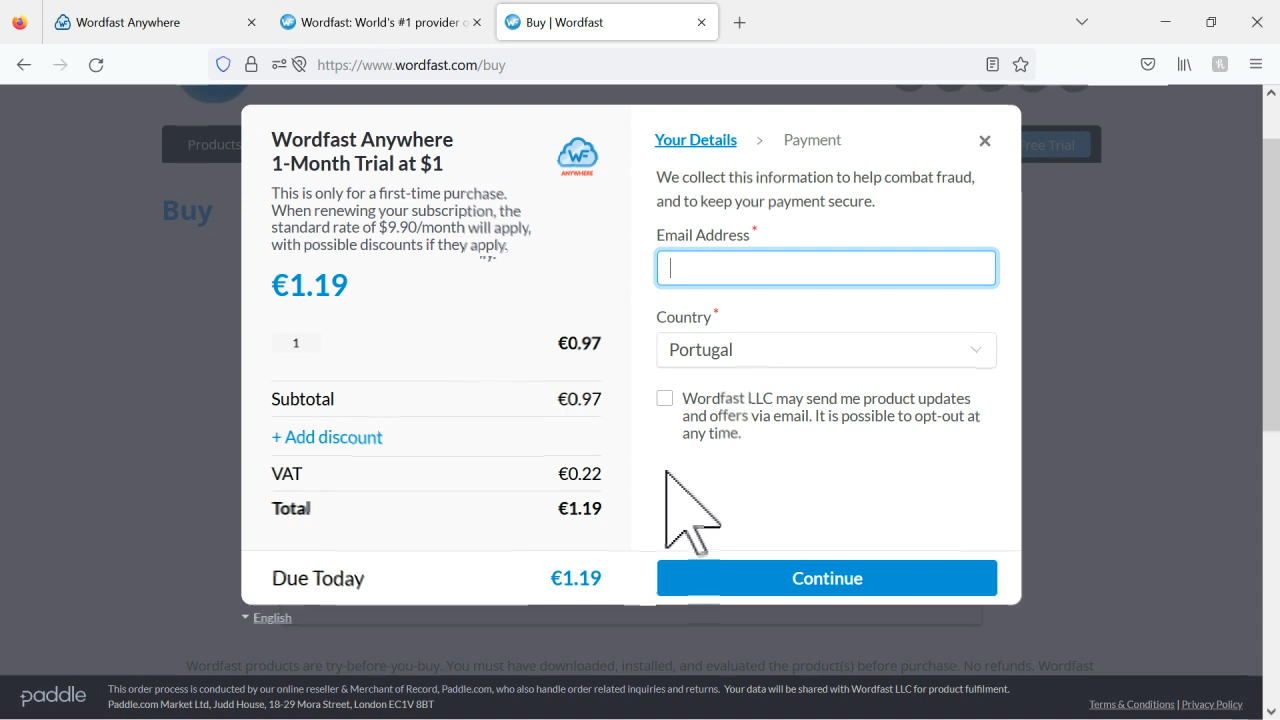 Wordfast Anywhere
Wordfast: World's #1 provider
Buy | Wordfast
https://www.wordfast.com/buy
Products
Free Trial
Buy
Wordfast Anywhere
1-Month Trial at $1
WF
ANYWHERE
This is only for a first-time purchase.
When renewing your subscription, the
standard rate of $9.90/month will apply,
with possible discounts if they apply.
€1.19
1 €0.97
Subtotal €0.97
+ Add discount
VAT €0.22
Total €1.19
Due Today €1.19
Your Details > Payment
We collect this information to help combat fraud,
and to keep your payment secure.
Email Address *
Country *
Portugal
Wordfast LLC may send me product updates
and offers via email. It is possible to opt-out at
any time.
Continue
English
Wordfast products are try-before-you-buy. You must have downloaded, installed, and evaluated the product(s) before purchase. No refunds. Wordfast
paddle
This order process is conducted by our online reseller & Merchant of Record, Paddle.com, who also handle order related inquiries and returns. Your data will be shared with Wordfast LLC for product fulfilment.
Paddle.com Market Ltd, Judd House, 18-29 Mora Street, London EC1V 8BT
Terms & Conditions | Privacy Policy